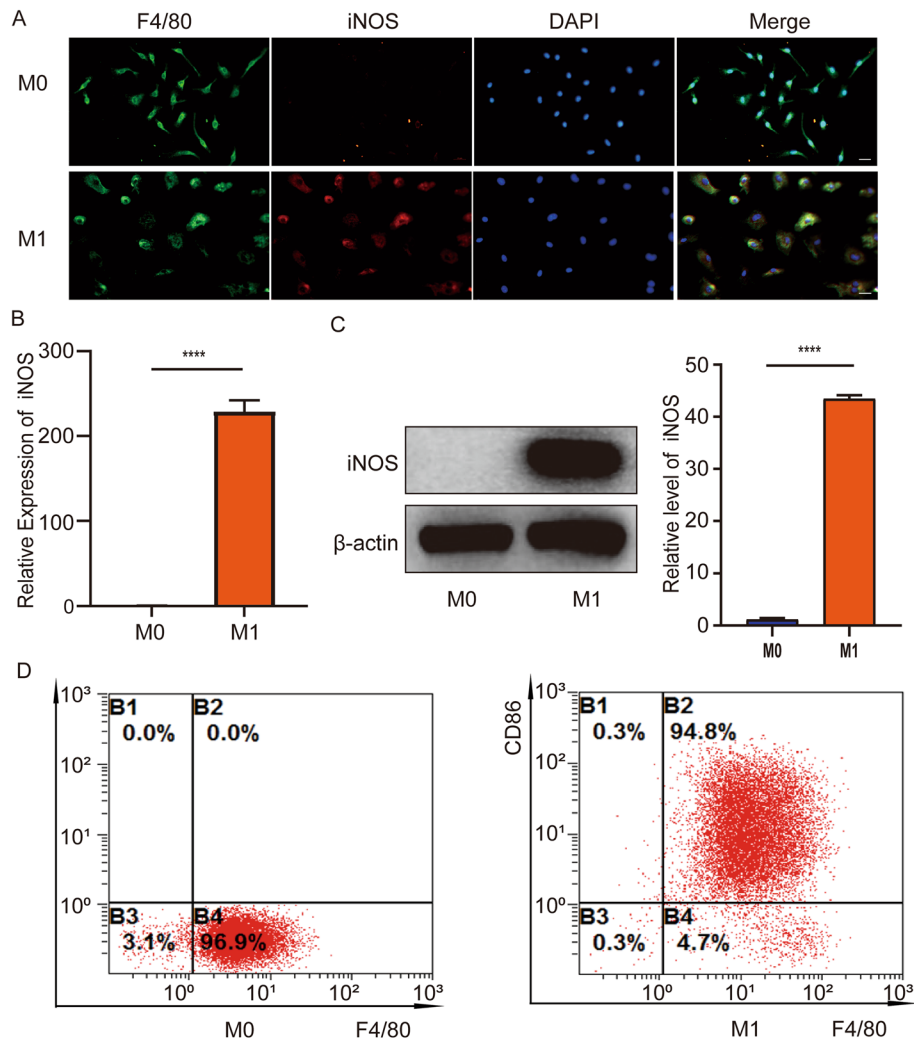 A
F4/80 iNOS DAPI Merge
M0
M1
B
Relative Expression of iNOS
300
200
100
0
****
M0 M1
C
iNOS
β-actin
M0 M1
Relative level of iNOS
50
40
30
20
10
0
****
M0 M1
D
10³
10²
10¹
10⁰
B1 0.0%
B2 0.0%
B3 3.1%
B4 96.9%
10⁰ 10¹ 10² 10³
M0 F4/80
CD86
10³
10²
10¹
10⁰
B1 0.3%
B2 94.8%
B3 0.3%
B4 4.7%
10⁰ 10¹ 10² 10³
M1 F4/80